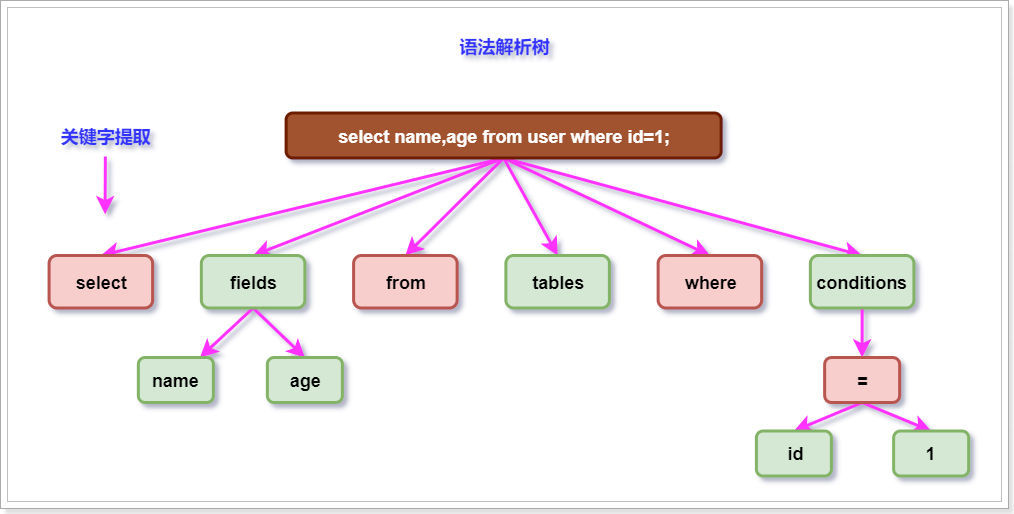 语法解析树
关键字提取
select name,age from user where id=1;
select
fields
from
tables
where
conditions
name
age
=
id
1